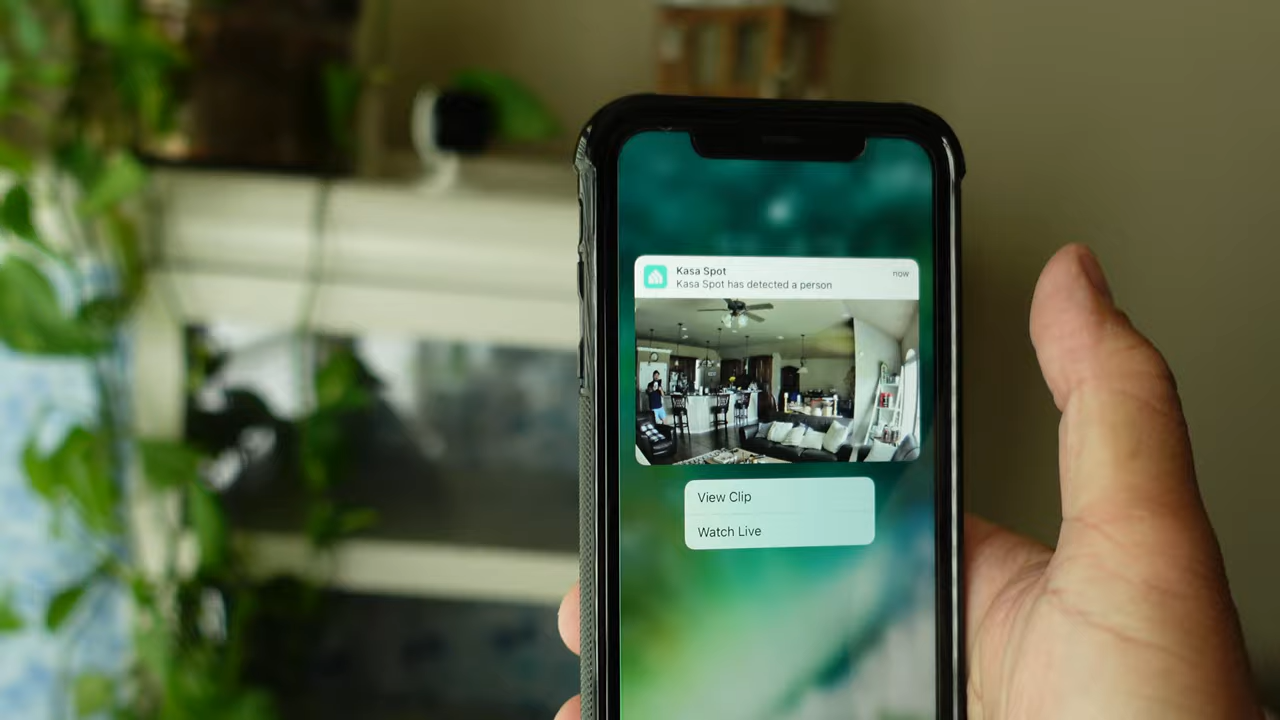 Kasa Spot
now
Kasa Spot has detected a person
View Clip
Watch Live